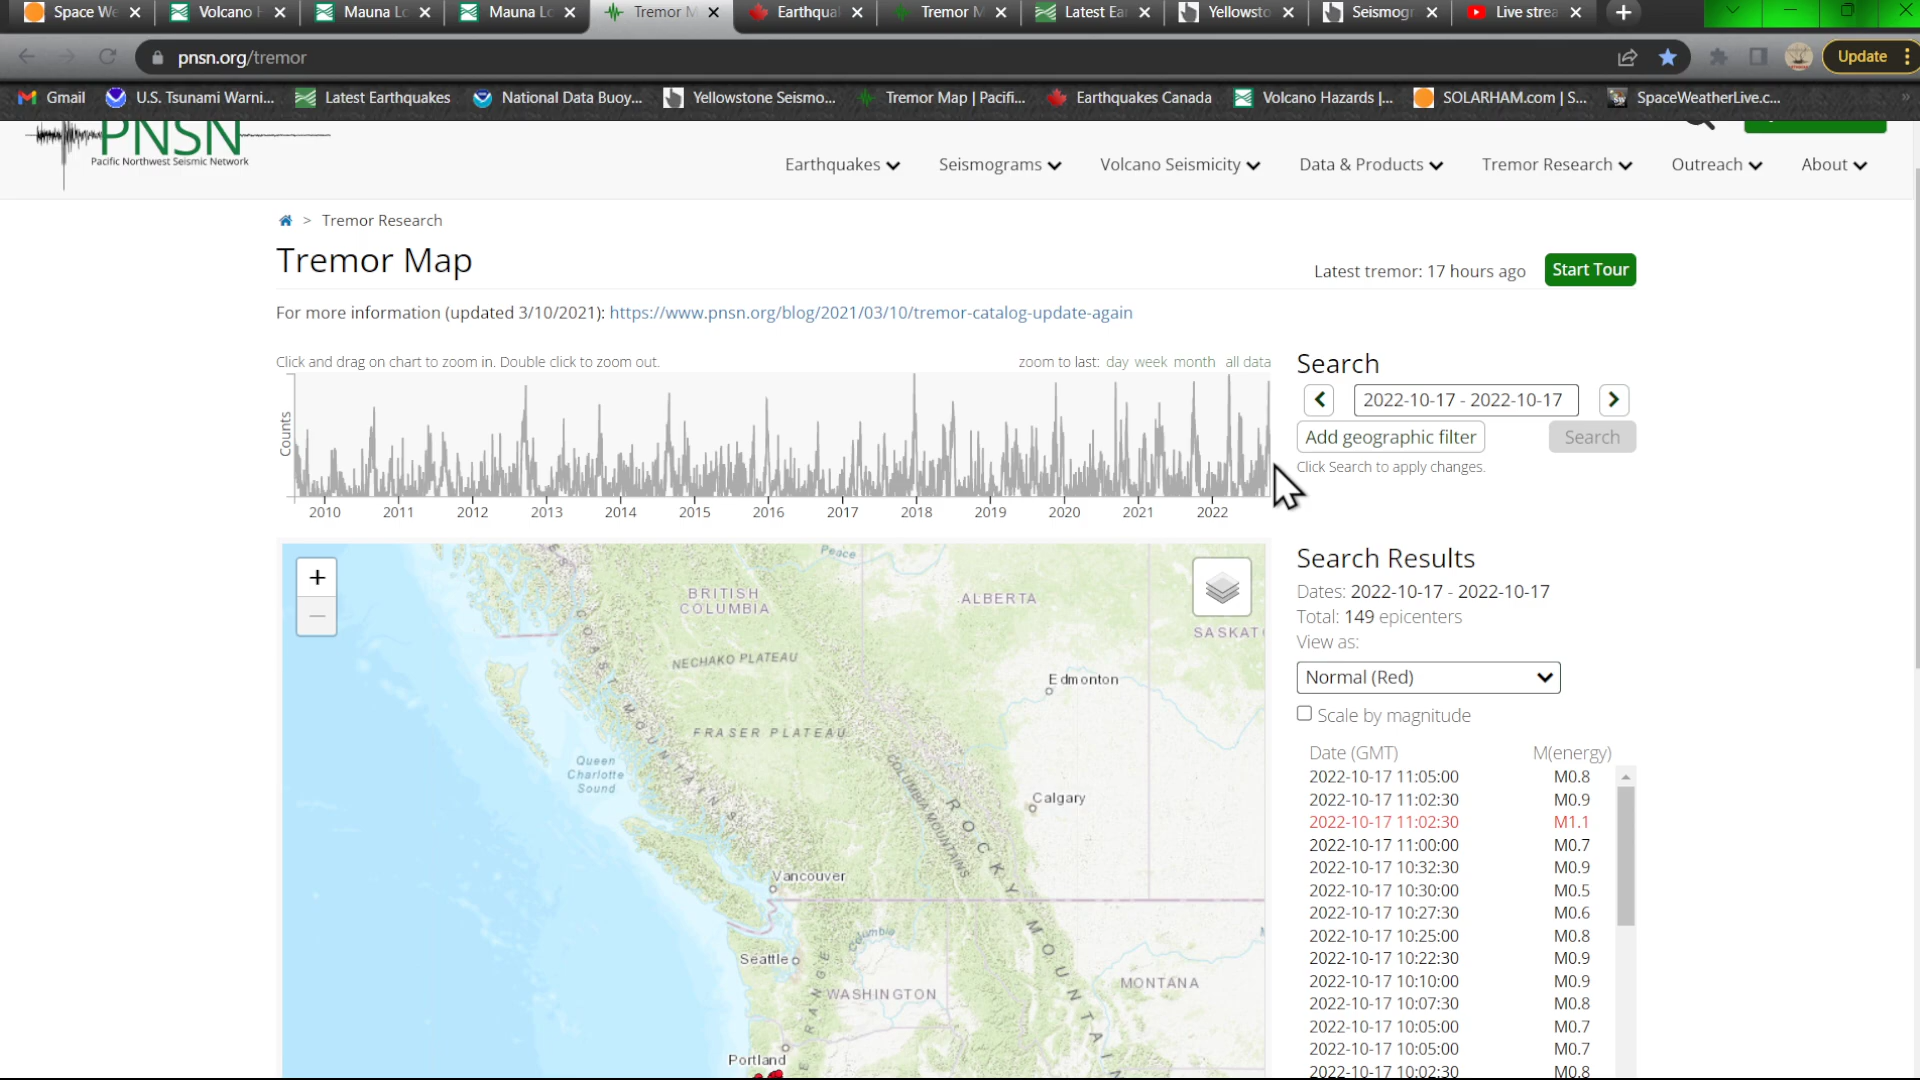 Space We
Volcano H
Mauna Lo
Mauna Lo
Tremor M
Earthqua
Tremor M
Latest Ea
Yellowsto
Seismogr
Live strea
pnsn.org/tremor
Update
Gmail
U.S. Tsunami Warni...
Latest Earthquakes
National Data Buoy...
Yellowstone Seismo...
Tremor Map | Pacifi...
Earthquakes Canada
Volcano Hazards |...
SOLARHAM.com | S...
SpaceWeatherLive.c...
PNSN
Pacific Northwest Seismic Network
Earthquakes
Seismograms
Volcano Seismicity
Data & Products
Tremor Research
Outreach
About
> Tremor Research
Tremor Map
Latest tremor: 17 hours ago
Start Tour
For more information (updated 3/10/2021): https://www.pnsn.org/blog/2021/03/10/tremor-catalog-update-again
Click and drag on chart to zoom in. Double click to zoom out.
zoom to last: day week month all data
Counts
2010 2011 2012 2013 2014 2015 2016 2017 2018 2019 2020 2021 2022
Search
2022-10-17 - 2022-10-17
Add geographic filter
Search
Click Search to apply changes.
+
−
Peace
BRITISH
COLUMBIA
ALBERTA
SASKAT
NECHAKO PLATEAU
Edmonton
COAST MOUNTAINS
FRASER PLATEAU
Queen
Charlotte
Sound
COLUMBIA MOUNTAINS
ROCKY MOUNTAI
Calgary
Vancouver
Columbia
Seattle
WASHINGTON
MONTANA
RANGE
Portland
Search Results
Dates: 2022-10-17 - 2022-10-17
Total: 149 epicenters
View as:
Normal (Red)
Scale by magnitude
Date (GMT) M(energy)
2022-10-17 11:05:00 M0.8
2022-10-17 11:02:30 M0.9
2022-10-17 11:02:30 M1.1
2022-10-17 11:00:00 M0.7
2022-10-17 10:32:30 M0.9
2022-10-17 10:30:00 M0.5
2022-10-17 10:27:30 M0.6
2022-10-17 10:25:00 M0.8
2022-10-17 10:22:30 M0.9
2022-10-17 10:10:00 M0.9
2022-10-17 10:07:30 M0.8
2022-10-17 10:05:00 M0.7
2022-10-17 10:05:00 M0.7
2022-10-17 10:02:30 M0.8